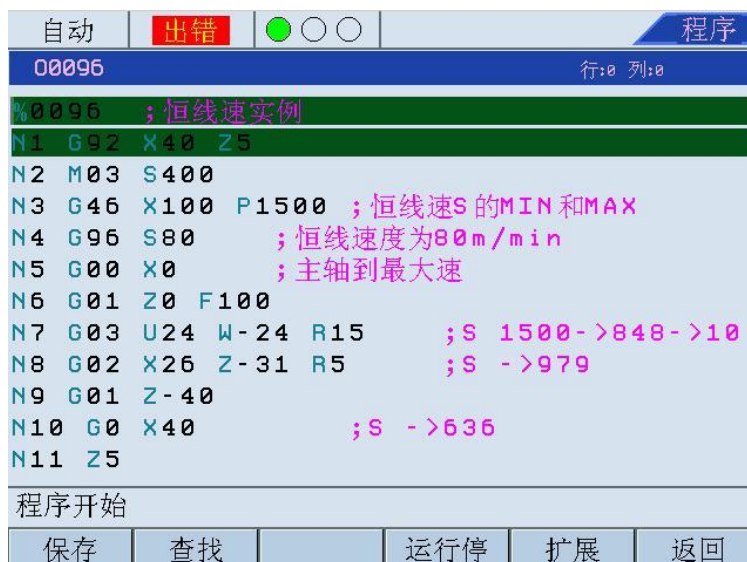 自动 出错 程序
O0096 行:0 列:0
%0096 ;恒线速实例
N1 G92 X40 Z5
N2 M03 S400
N3 G46 X100 P1500 ;恒线速S的MIN和MAX
N4 G96 S80 ;恒线速度为80m/min
N5 G00 X0 ;主轴到最大速
N6 G01 Z0 F100
N7 G03 U24 W-24 R15 ;S 1500->848->10
N8 G02 X26 Z-31 R5 ;S ->979
N9 G01 Z-40
N10 G0 X40 ;S ->636
N11 Z5
程序开始
保存 查找 运行停 扩展 返回